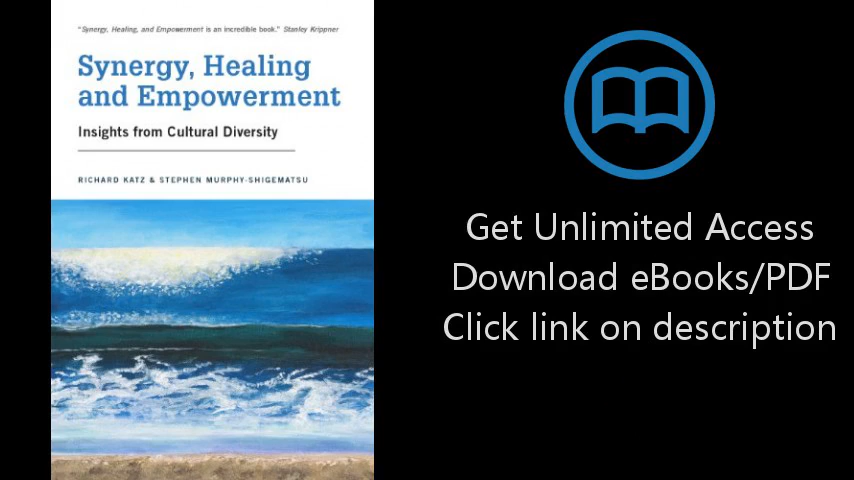 "Synergy, Healing, and Empowerment is an incredible book." Stanley Krippner
Synergy, Healing
and Empowerment
Insights from Cultural Diversity
RICHARD KATZ & STEPHEN MURPHY-SHIGEMATSU
Get Unlimited Access
Download eBooks/PDF
Click link on description